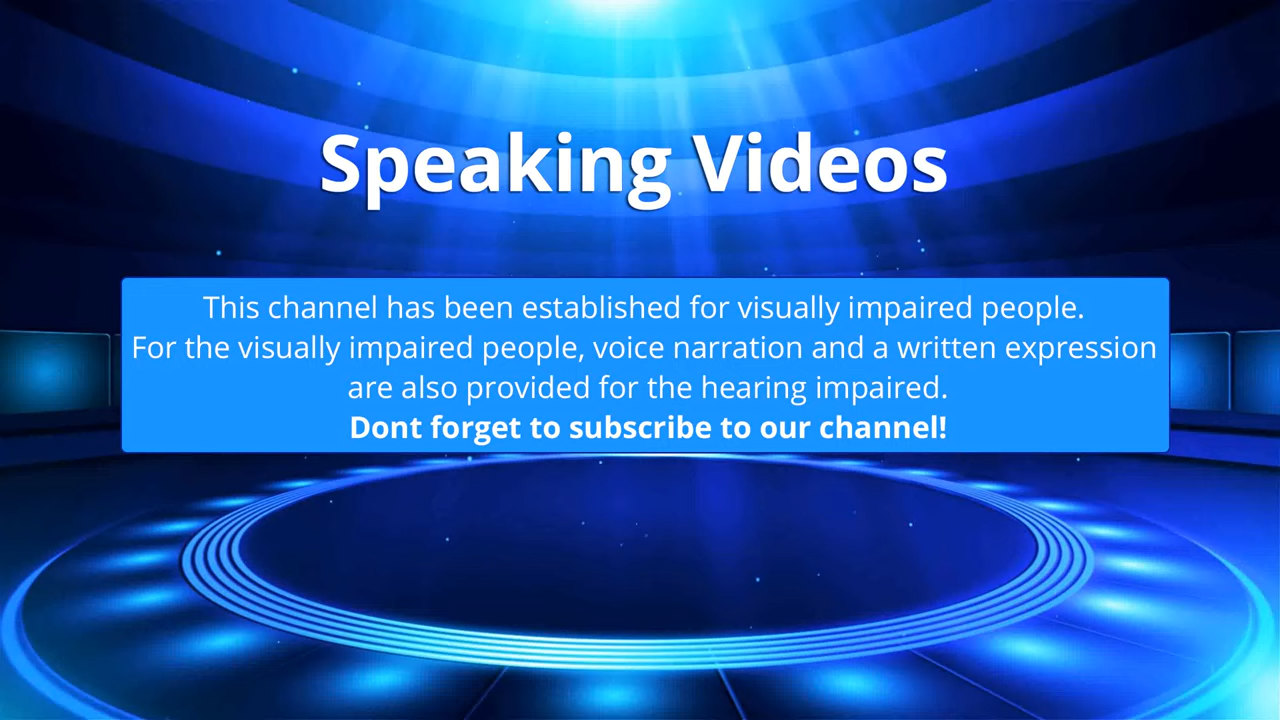 Speaking Videos
This channel has been established for visually impaired people.
For the visually impaired people, voice narration and a written expression
are also provided for the hearing impaired.
Dont forget to subscribe to our channel!